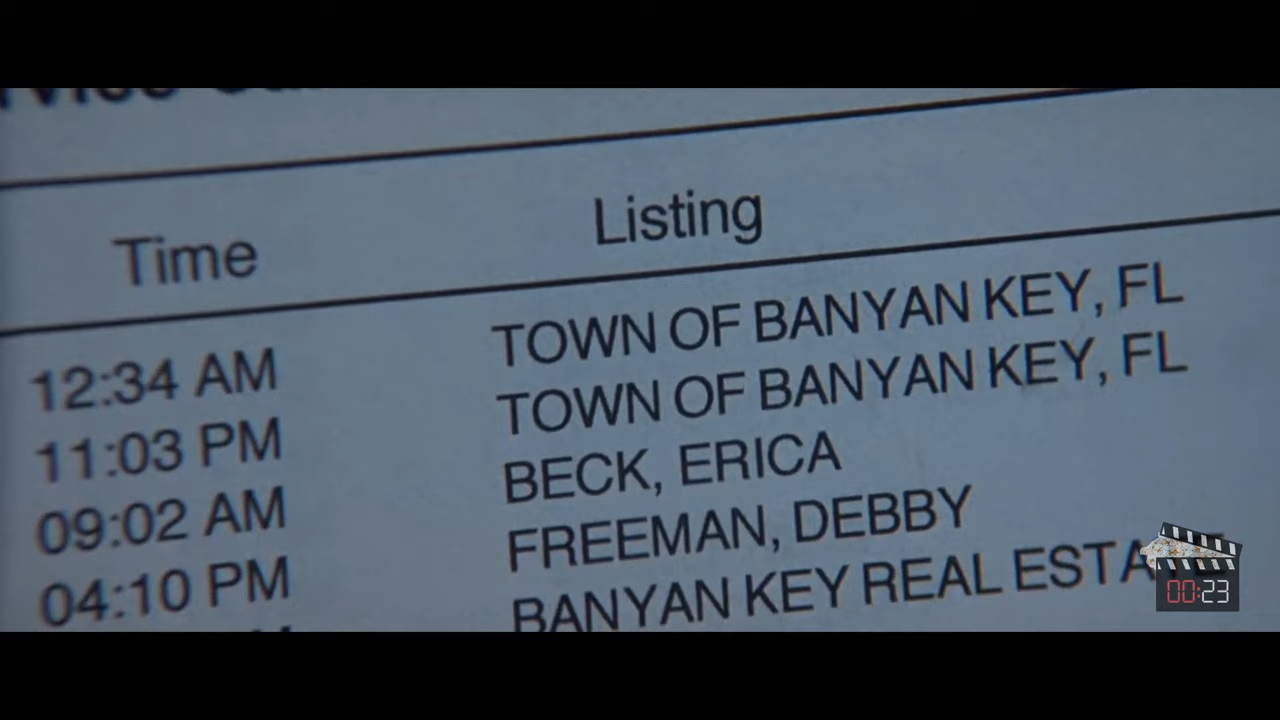 Time Listing
12:34 AM TOWN OF BANYAN KEY, FL
11:03 PM TOWN OF BANYAN KEY, FL
09:02 AM BECK, ERICA
04:10 PM FREEMAN, DEBBY
BANYAN KEY REAL
00:23